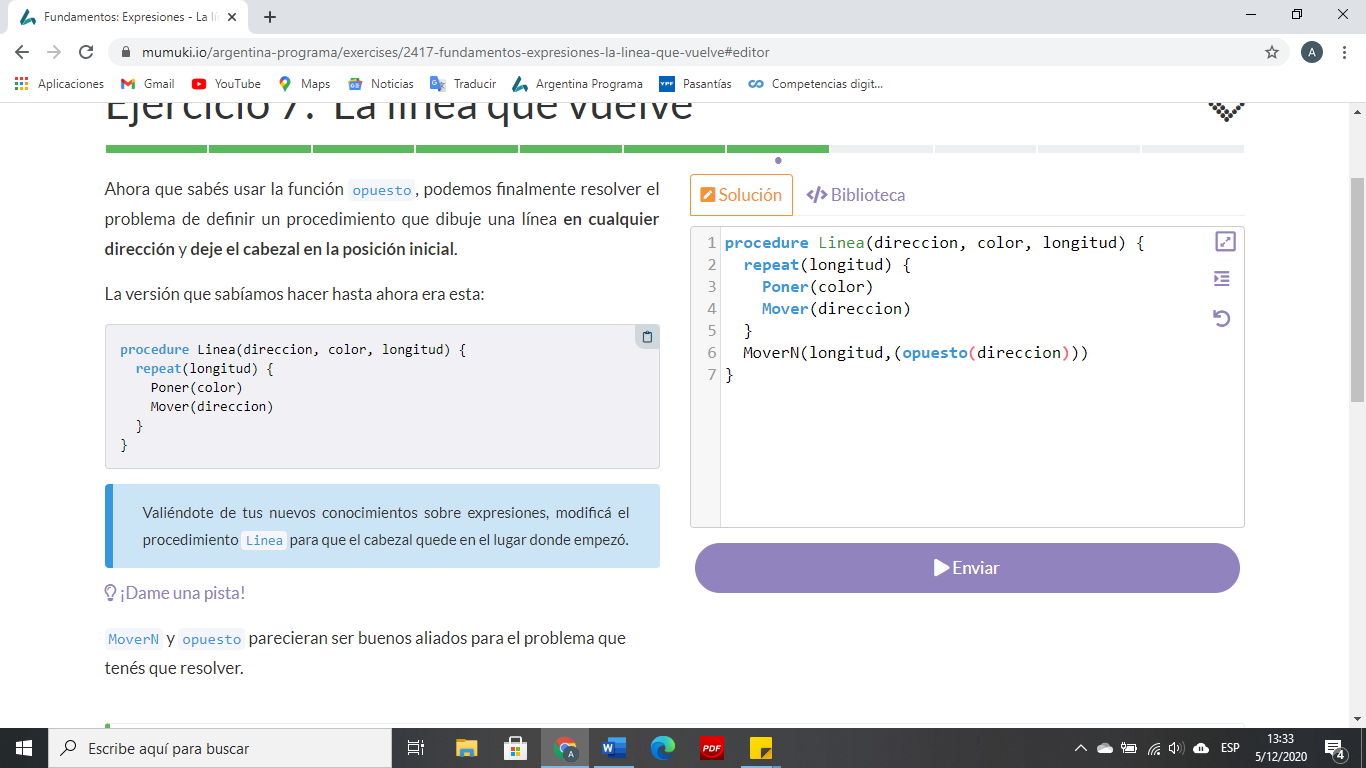 Fundamentos: Expresiones - La lí
mumuki.io/argentina-programa/exercises/2417-fundamentos-expresiones-la-linea-que-vuelve#editor
A
Aplicaciones
Gmail
YouTube
Maps
Noticias
Traducir
Argentina Programa
YPF
Pasantías
Competencias digit...
Ejercicio 7: La línea que vuelve
Ahora que sabés usar la función opuesto, podemos finalmente resolver el
problema de definir un procedimiento que dibuje una línea en cualquier
dirección y deje el cabezal en la posición inicial.
La versión que sabíamos hacer hasta ahora era esta:
procedure Linea(direccion, color, longitud) {
  repeat(longitud) {
    Poner(color)
    Mover(direccion)
  }
}
Valiéndote de tus nuevos conocimientos sobre expresiones, modificá el
procedimiento Linea para que el cabezal quede en el lugar donde empezó.
¡Dame una pista!
MoverN y opuesto parecieran ser buenos aliados para el problema que
tenés que resolver.
Solución
</> Biblioteca
1 procedure Linea(direccion, color, longitud) {
2   repeat(longitud) {
3     Poner(color)
4     Mover(direccion)
5   }
6   MoverN(longitud,(opuesto(direccion)))
7 }
Enviar
Escribe aquí para buscar
A
W
PDF
ESP
13:33
5/12/2020
4